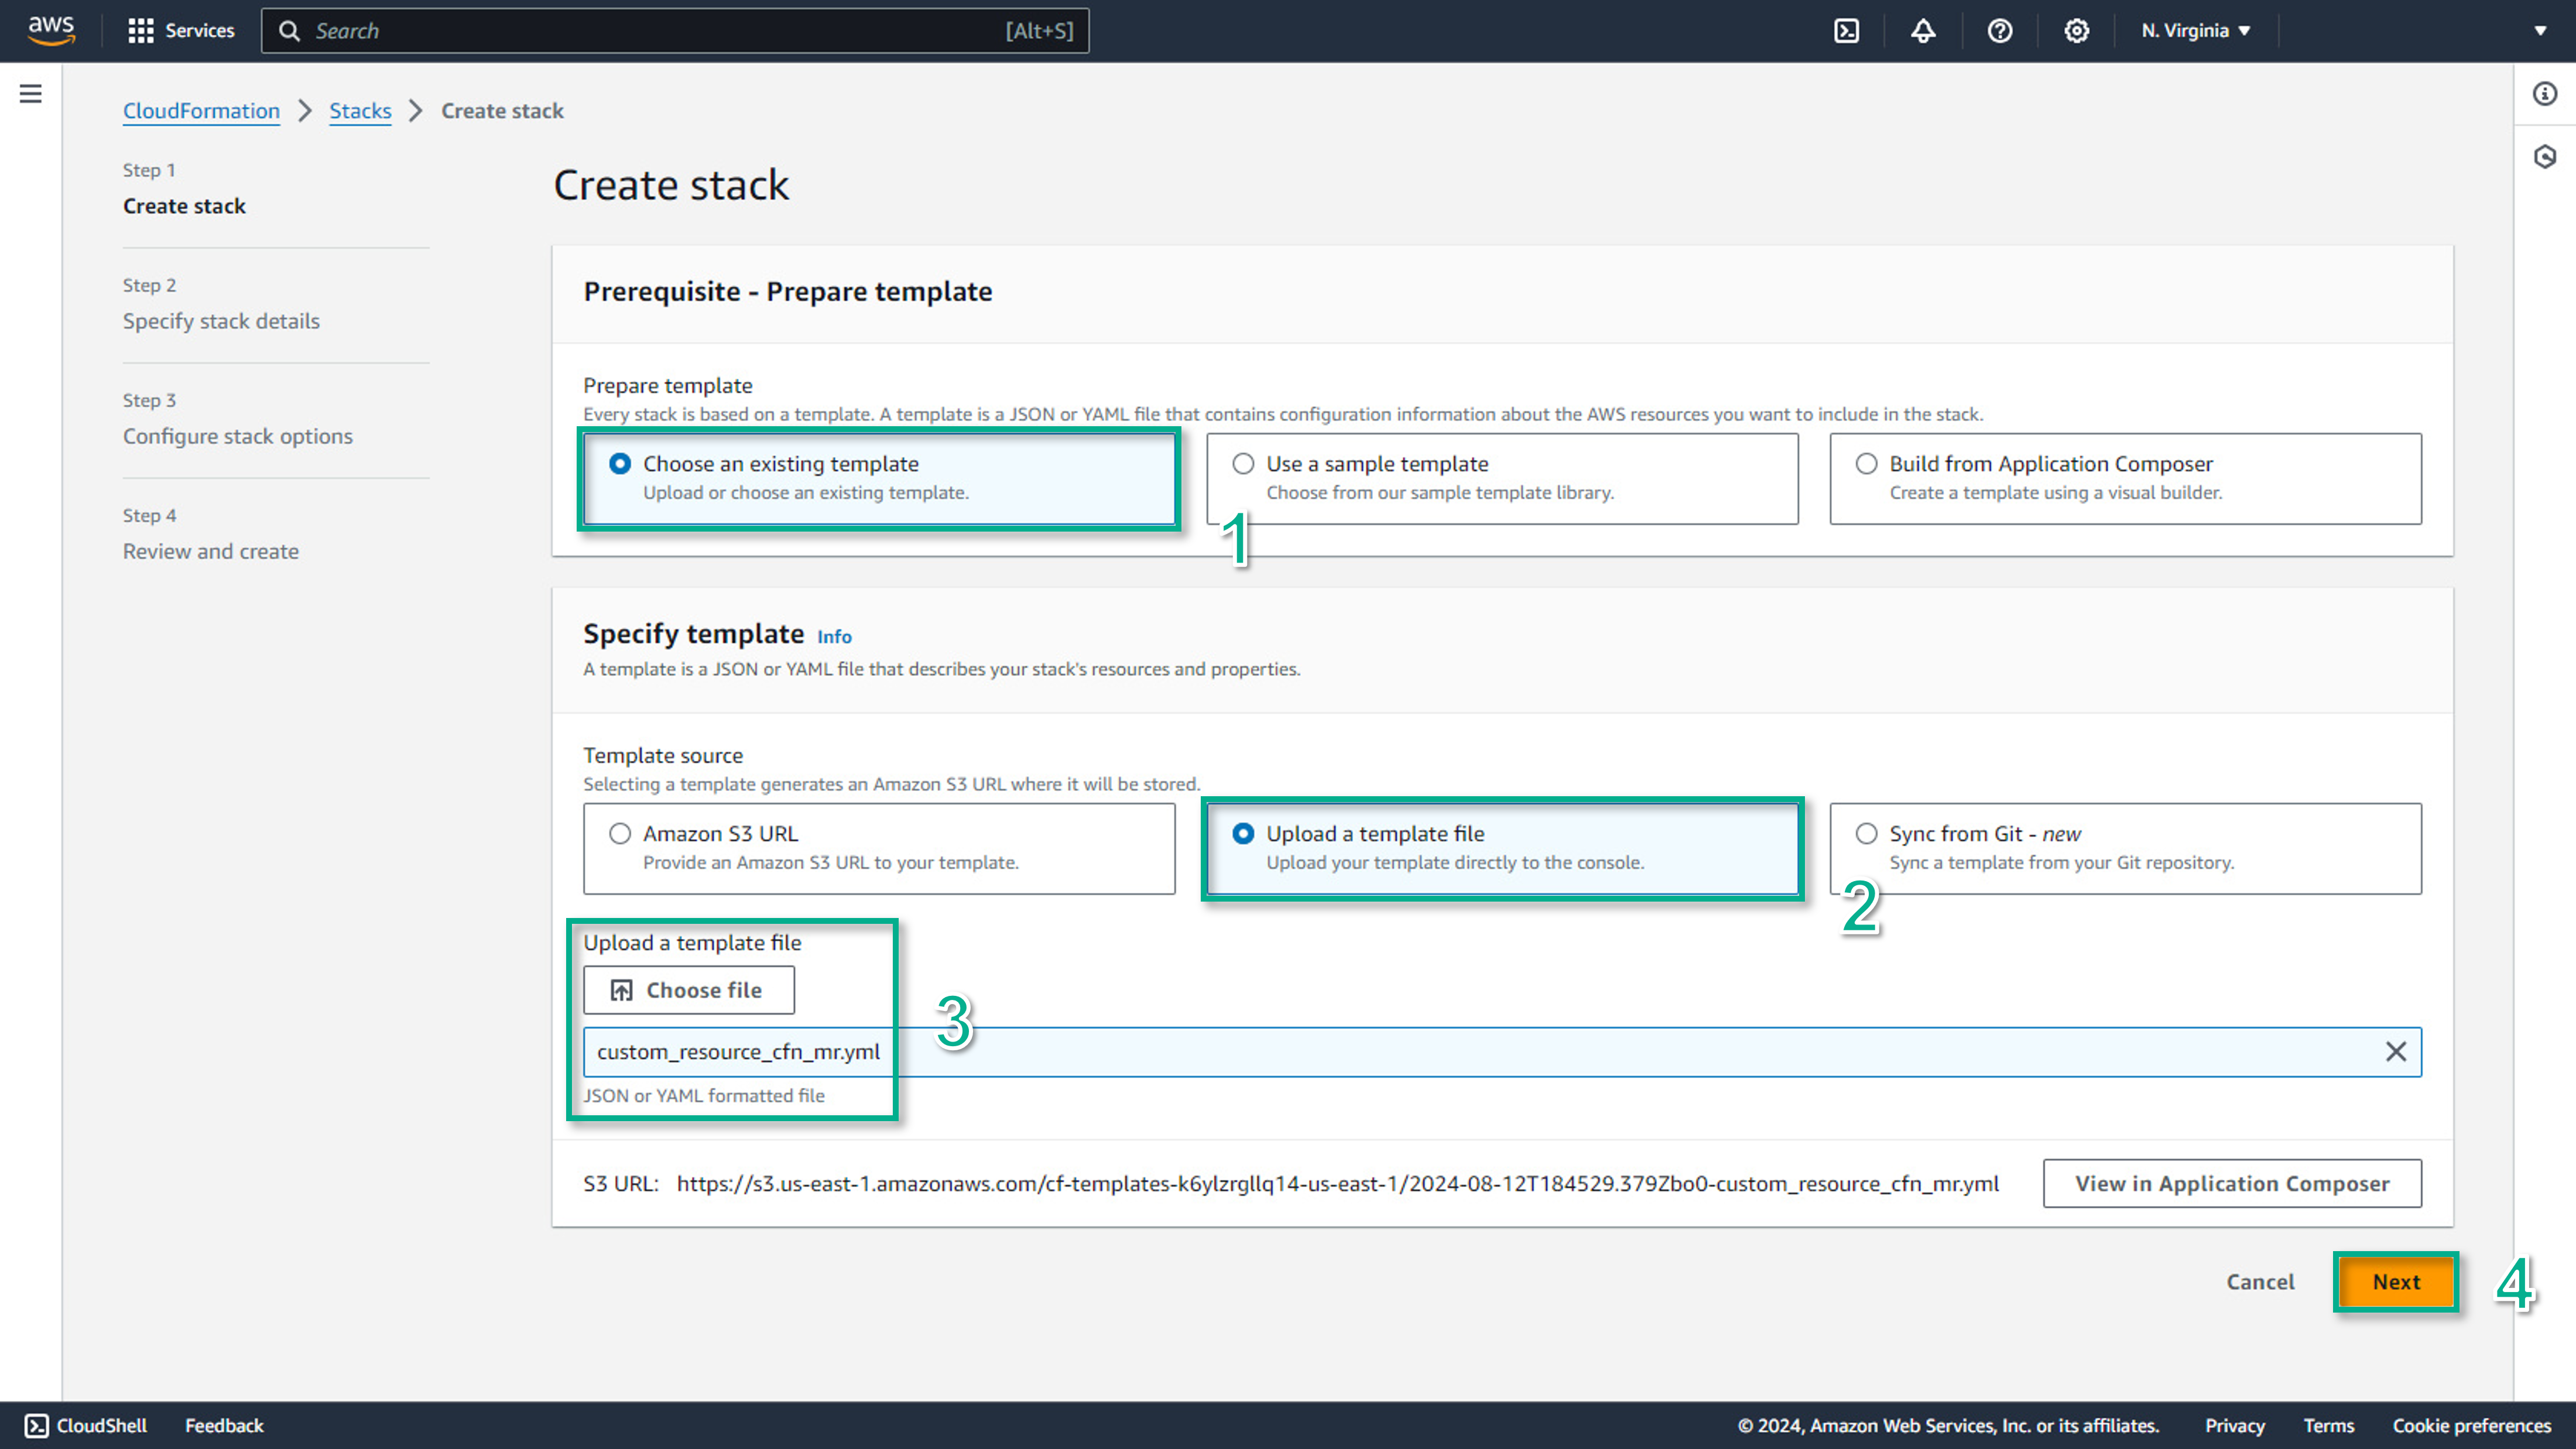 aws Services Search [Alt+S] N. Virginia
CloudFormation Stacks Create stack
Step 1
Create stack
Step 2
Specify stack details
Step 3
Configure stack options
Step 4
Review and create
Create stack
Prerequisite - Prepare template
Prepare template
Every stack is based on a template. A template is a JSON or YAML file that contains configuration information about the AWS resources you want to include in the stack.
Choose an existing template
Upload or choose an existing template.
Use a sample template
Choose from our sample template library.
Build from Application Composer
Create a template using a visual builder.
1
Specify template Info
A template is a JSON or YAML file that describes your stack's resources and properties.
Template source
Selecting a template generates an Amazon S3 URL where it will be stored.
Amazon S3 URL
Provide an Amazon S3 URL to your template.
Upload a template file
Upload your template directly to the console.
Sync from Git - new
Sync a template from your Git repository.
2
Upload a template file
Choose file
3
custom_resource_cfn_mr.yml
JSON or YAML formatted file
S3 URL: https://s3.us-east-1.amazonaws.com/cf-templates-k6ylzrgllq14-us-east-1/2024-08-12T184529.379Zbo0-custom_resource_cfn_mr.yml View in Application Composer
Cancel Next 4
CloudShell Feedback © 2024, Amazon Web Services, Inc. or its affiliates. Privacy Terms Cookie preferences